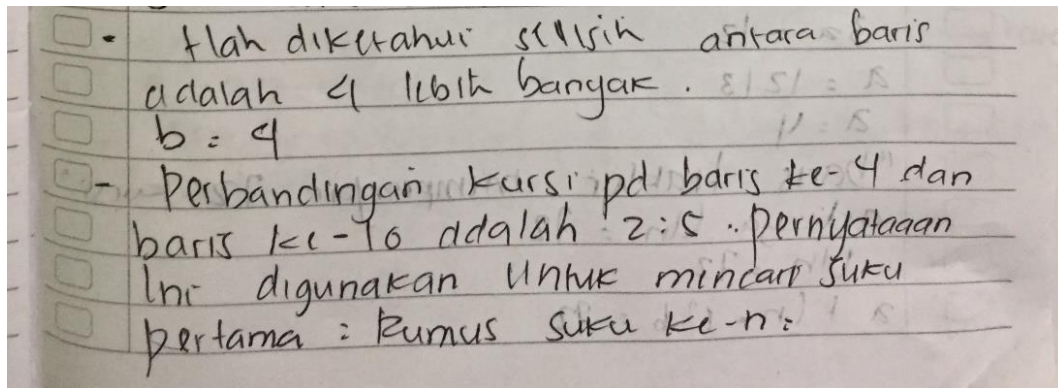 • tlah diketahui selisih antara baris
adalah 4 lebih banyak.
b = 4
- Perbandingan kursi pd baris ke-4 dan
baris ke-10 adalah 2:5. pernyataaan
Ini digunakan Untuk mencari Suku
pertama : Rumus suku ke-n: